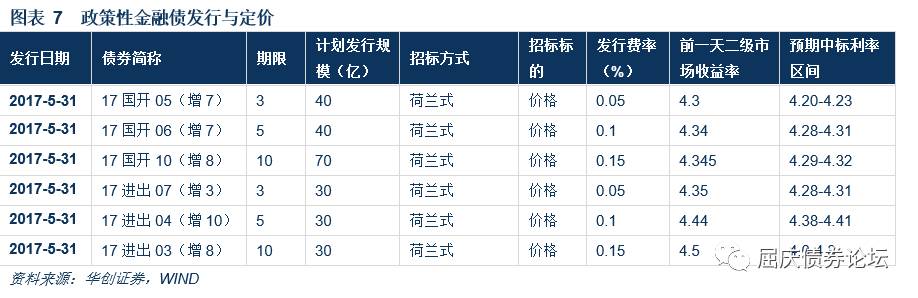 图表 7 政策性金融债发行与定价
发行日期 债券简称 期限 计划发行规模（亿） 招标方式 招标标的 发行费率（%） 前一天二级市场收益率 预期中标利率区间
2017-5-31 17 国开 05（增 7） 3 40 荷兰式 价格 0.05 4.3 4.20-4.23
2017-5-31 17 国开 06（增 7） 5 40 荷兰式 价格 0.1 4.34 4.28-4.31
2017-5-31 17 国开 10（增 8） 10 70 荷兰式 价格 0.15 4.345 4.29-4.32
2017-5-31 17 进出 07（增 3） 3 30 荷兰式 价格 0.05 4.35 4.28-4.31
2017-5-31 17 进出 04（增 10） 5 30 荷兰式 价格 0.1 4.44 4.38-4.41
2017-5-31 17 进出 03（增 8） 10 30 荷兰式 价格 0.15 4.5
资料来源：华创证券，WIND
屈庆债券论坛